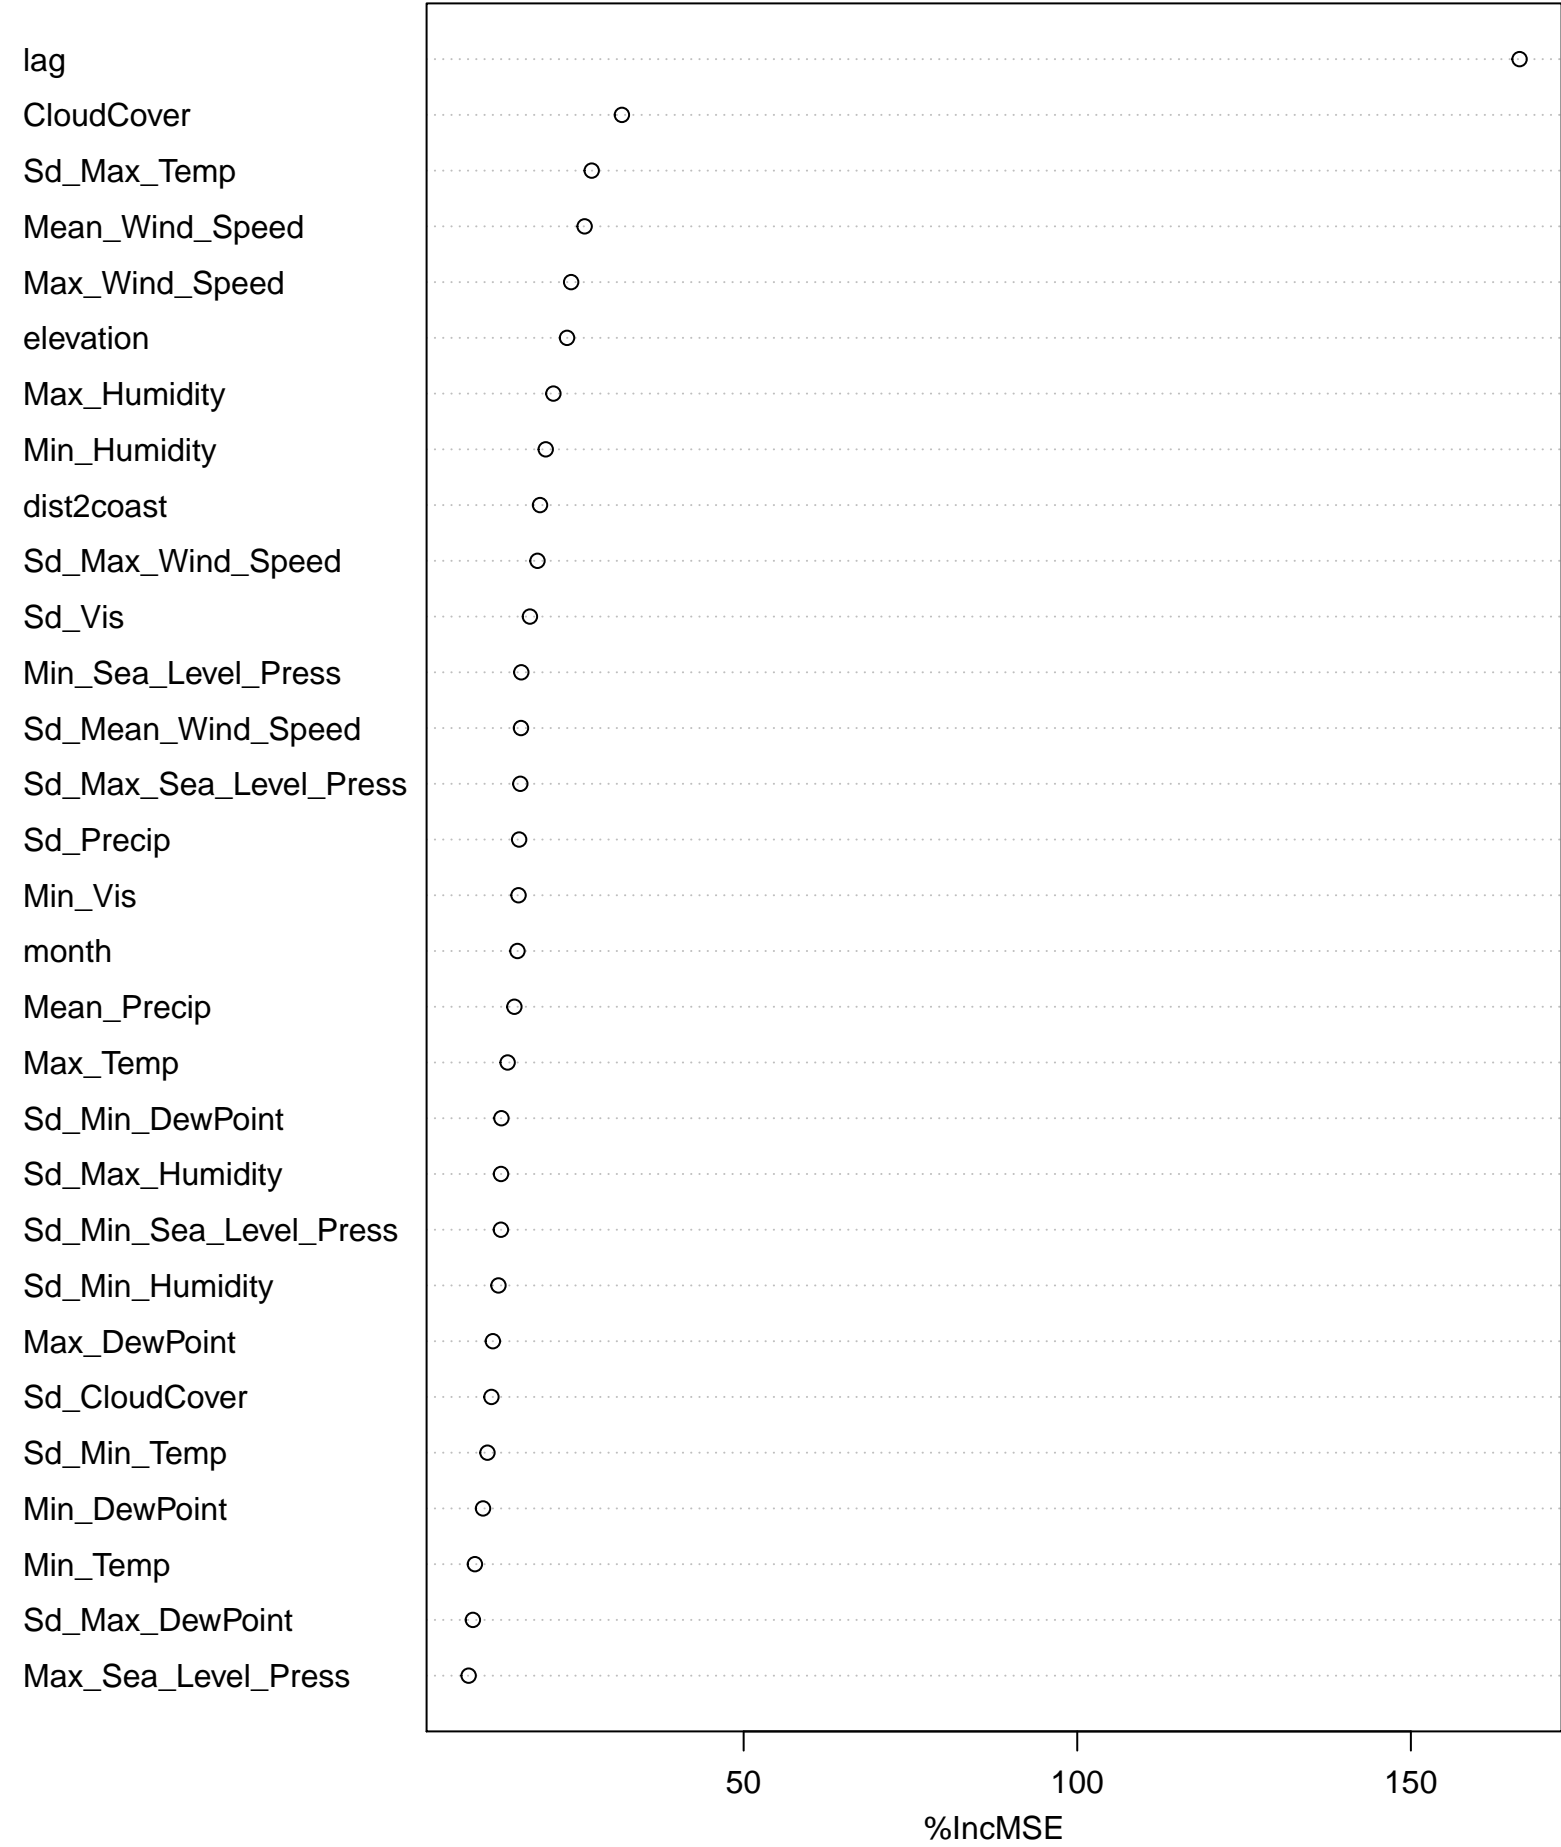 lag
CloudCover
Sd_Max_Temp
Mean_Wind_Speed
Max_Wind_Speed
elevation
Max_Humidity
Min_Humidity
dist2coast
Sd_Max_Wind_Speed
Sd_Vis
Min_Sea_Level_Press
Sd_Mean_Wind_Speed
Sd_Max_Sea_Level_Press
Sd_Precip
Min_Vis
month
Mean_Precip
Max_Temp
Sd_Min_DewPoint
Sd_Max_Humidity
Sd_Min_Sea_Level_Press
Sd_Min_Humidity
Max_DewPoint
Sd_CloudCover
Sd_Min_Temp
Min_DewPoint
Min_Temp
Sd_Max_DewPoint
Max_Sea_Level_Press
50 100 150
%IncMSE